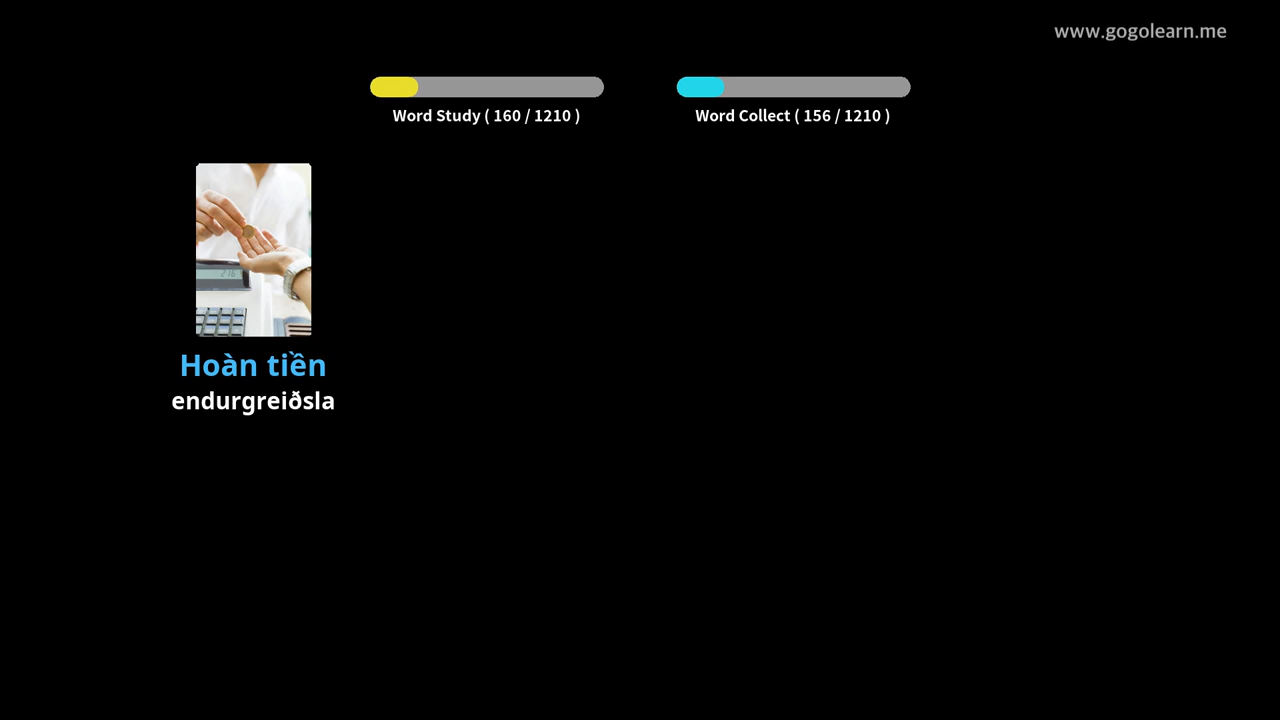 www.gogolearn.me
Word Study ( 160 / 1210 )
Word Collect ( 156 / 1210 )
Hoàn tiền
endurgreiðsla